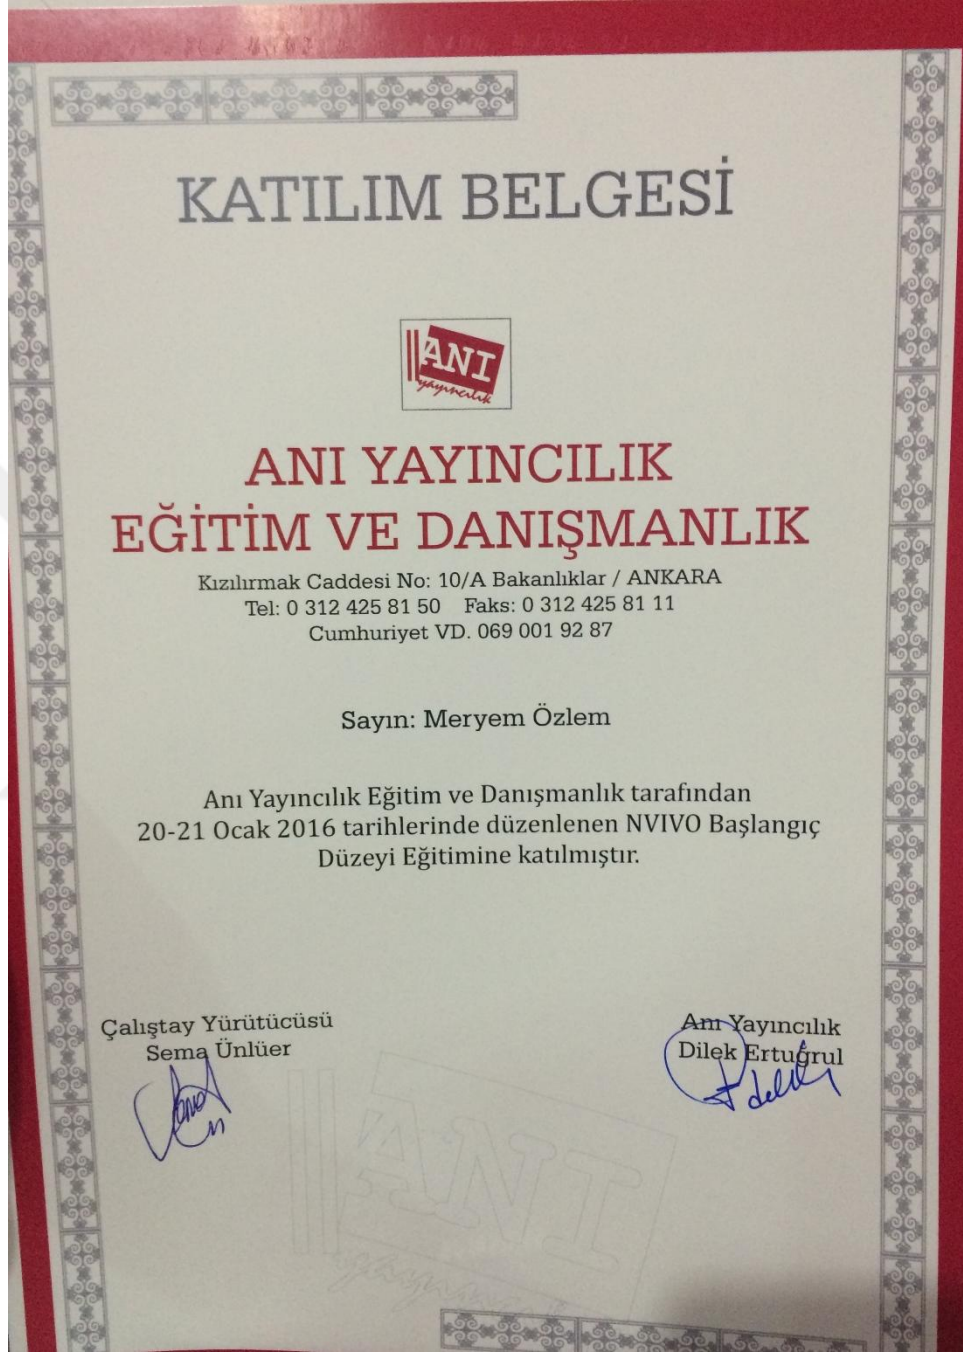 KATILIM BELGESİ
ANI
yayıncılık
ANI YAYINCILIK
EĞİTİM VE DANIŞMANLIK
Kızılırmak Caddesi No: 10/A Bakanlıklar / ANKARA
Tel: 0 312 425 81 50 Faks: 0 312 425 81 11
Cumhuriyet VD. 069 001 92 87
Sayın: Meryem Özlem
Anı Yayıncılık Eğitim ve Danışmanlık tarafından
20-21 Ocak 2016 tarihlerinde düzenlenen NVIVO Başlangıç
Düzeyi Eğitimine katılmıştır.
Çalıştay Yürütücüsü
Sema Ünlüer
Anı Yayıncılık
Dilek Ertuğrul
ANI